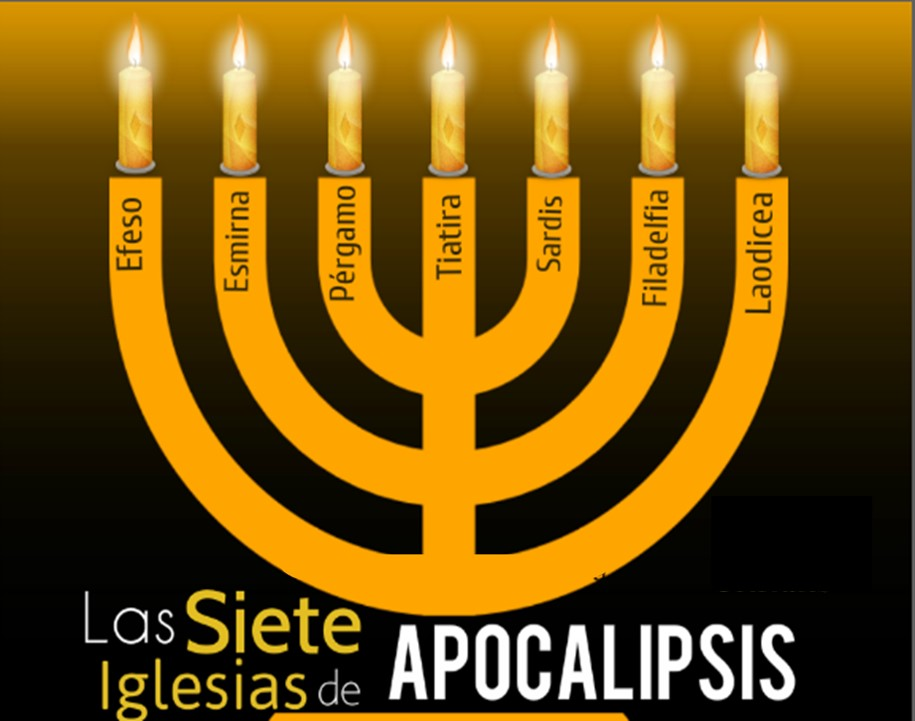 Efeso
Esmirna
Pérgamo
Tiatira
Sardis
Filadelfia
Laodicea
Las Siete
Iglesias de
APOCALIPSIS